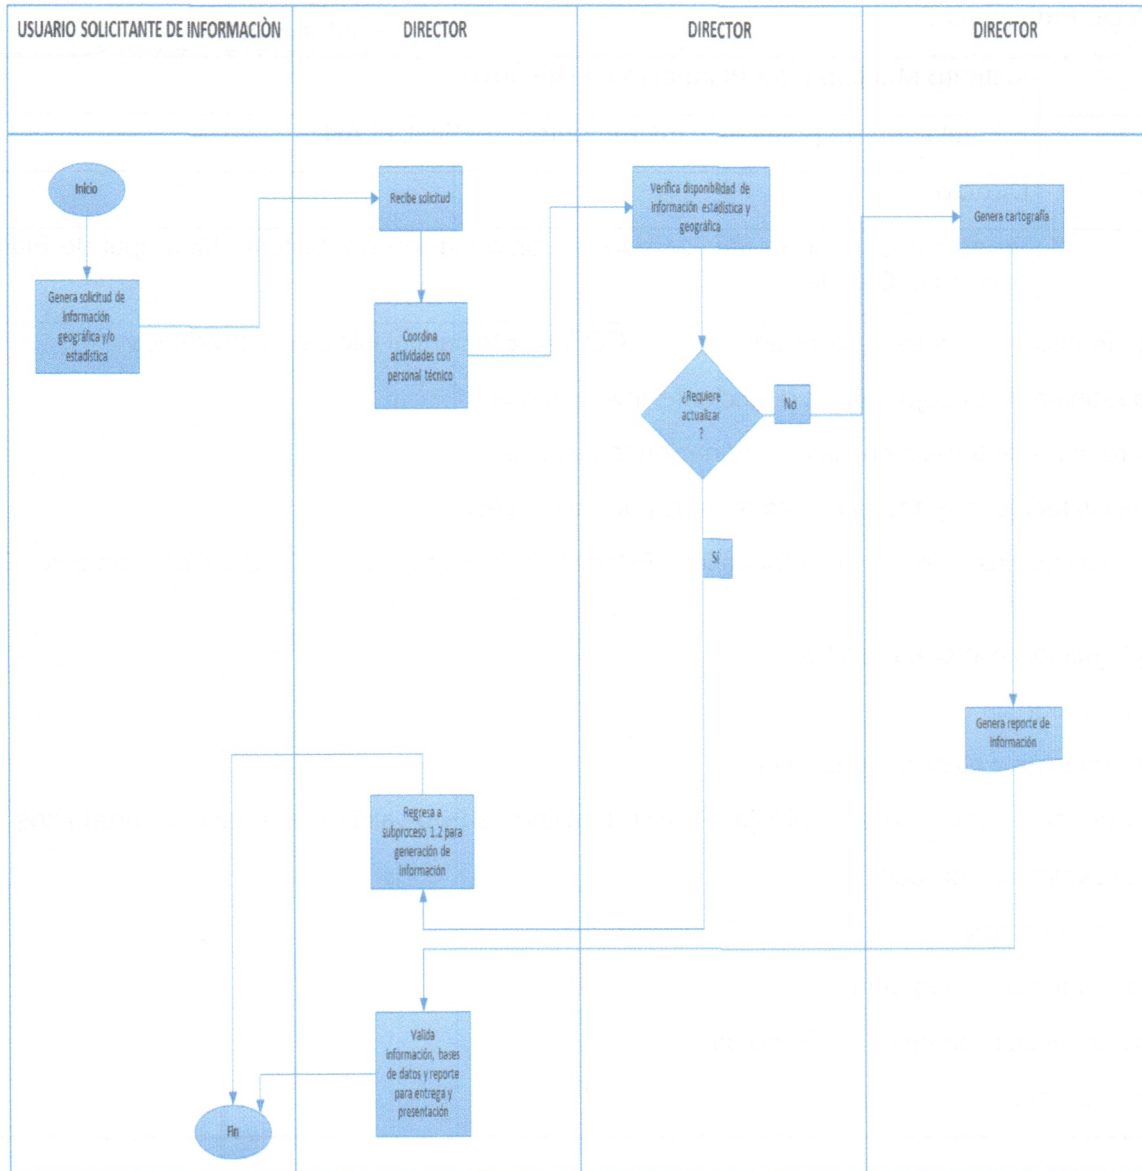 USUARIO SOLICITANTE DE INFORMACIÒN
DIRECTOR
DIRECTOR
DIRECTOR
Inicio
Genera solicitud de
información
geográfica y/o
estadística
Recibe solicitud
Coordina
actividades con
personal técnico
Verifica disponibilidad de
información estadística y
geográfica
¿Requiere
actualizar
?
No
Sí
Genera cartografía
Genera reporte de
información
Regresa a
subproceso 1.2 para
generación de
información
Valida
información, bases
de datos y reporte
para entrega y
presentación
Fin